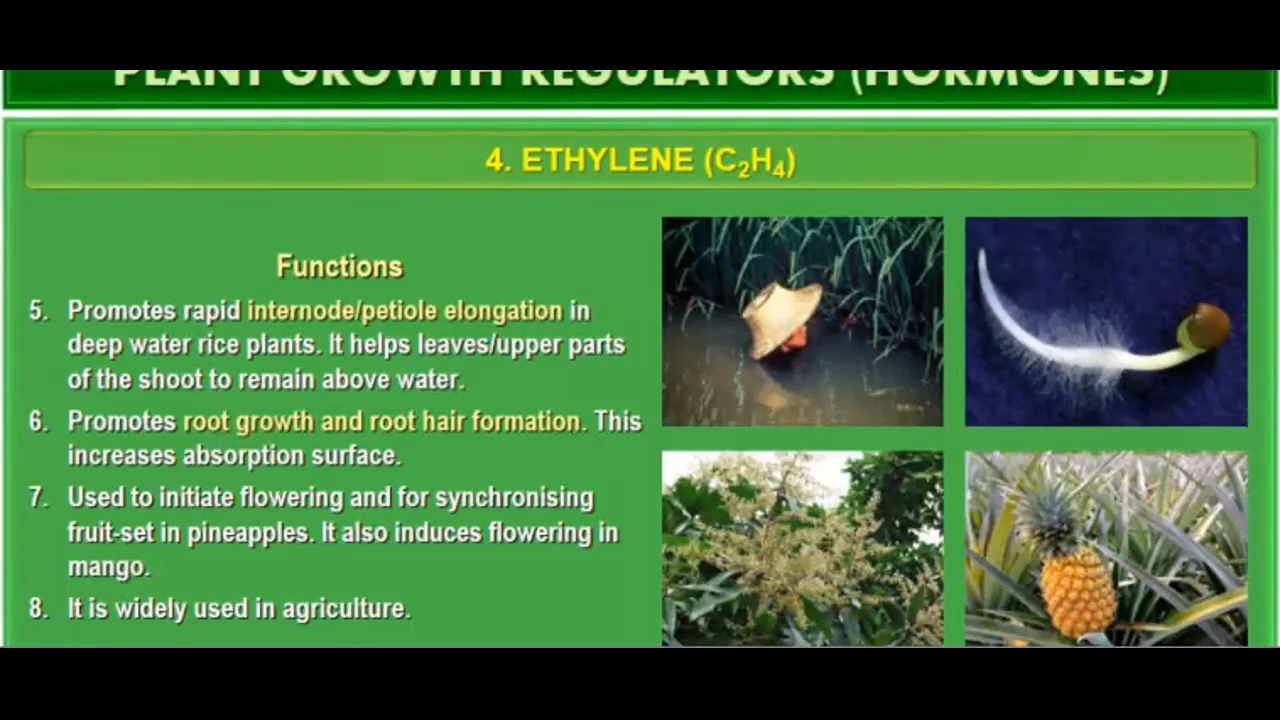 PLANT GROWTH REGULATORS (HORMONES)
4. ETHYLENE (C₂H₄)
Functions
5. Promotes rapid internode/petiole elongation in
deep water rice plants. It helps leaves/upper parts
of the shoot to remain above water.
6. Promotes root growth and root hair formation. This
increases absorption surface.
7. Used to initiate flowering and for synchronising
fruit-set in pineapples. It also induces flowering in
mango.
8. It is widely used in agriculture.